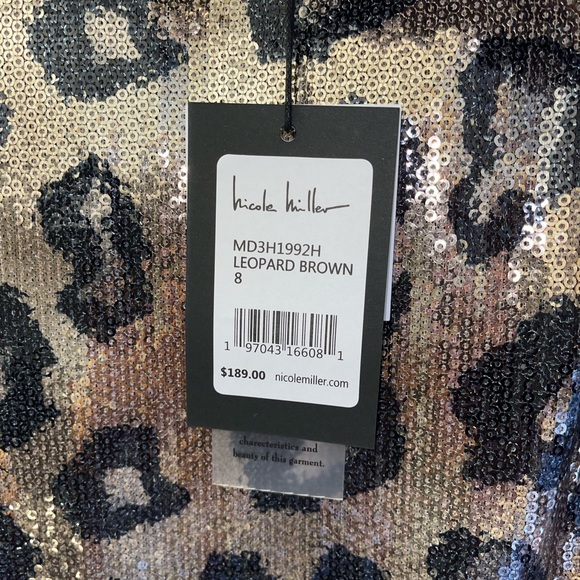 nicole miller
MD3H1992H
LEOPARD BROWN
8
1 97043 16608 1
$189.00 nicolemiller.com
characteristics and
beauty of this garment.